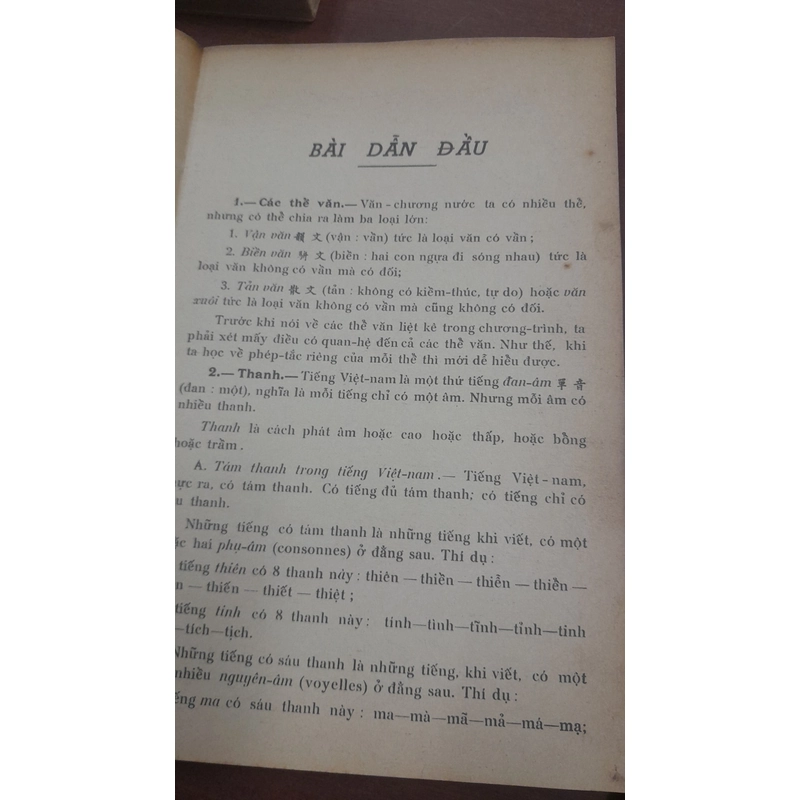 BÀI DẪN ĐẦU
1.— Các thể văn.— Văn-chương nước ta có nhiều thể,
nhưng có thể chia ra làm ba loại lớn:
1. Vận văn 韻文 (vận : vần) tức là loại văn có vần ;
2. Biền văn 駢文 (biền : hai con ngựa đi sóng nhau) tức là
loại văn không có vần mà có đối;
3. Tản văn 散文 (tản : không có kiềm-thúc, tự do) hoặc văn
xuôi tức là loại văn không có vần mà cũng không có đối.
Trước khi nói về các thể văn liệt kê trong chương-trình, ta
phải xét mấy điều có quan-hệ đến cả các thể văn. Như thế, khi
ta học về phép-tắc riêng của mỗi thể thì mới dễ hiểu được.
2.— Thanh.— Tiếng Việt-nam là một thứ tiếng đan-âm 單音
(đan : một), nghĩa là mỗi tiếng chỉ có một âm. Nhưng mỗi âm có
nhiều thanh.
Thanh là cách phát âm hoặc cao hoặc thấp, hoặc bồng
hoặc trầm.
A. Tám thanh trong tiếng Việt-nam.— Tiếng Việt-nam,
ực ra, có tám thanh. Có tiếng đủ tám thanh; có tiếng chỉ có
u thanh.
Những tiếng có tám thanh là những tiếng khi viết, có một
ặc hai phụ-âm (consonnes) ở đằng sau. Thí dụ :
tiếng thiên có 8 thanh này : thiên — thiền — thiễn — thiển —
n — thiến — thiết — thiệt ;
tiếng tinh có 8 thanh này : tinh—tình—tĩnh—tỉnh—tính
—tích—tịch.
Những tiếng có sáu thanh là những tiếng, khi viết, có một
nhiều nguyên-âm (voyelles) ở đằng sau. Thí dụ :
ếng ma có sáu thanh này : ma—mà—mã—mả—má—mạ;